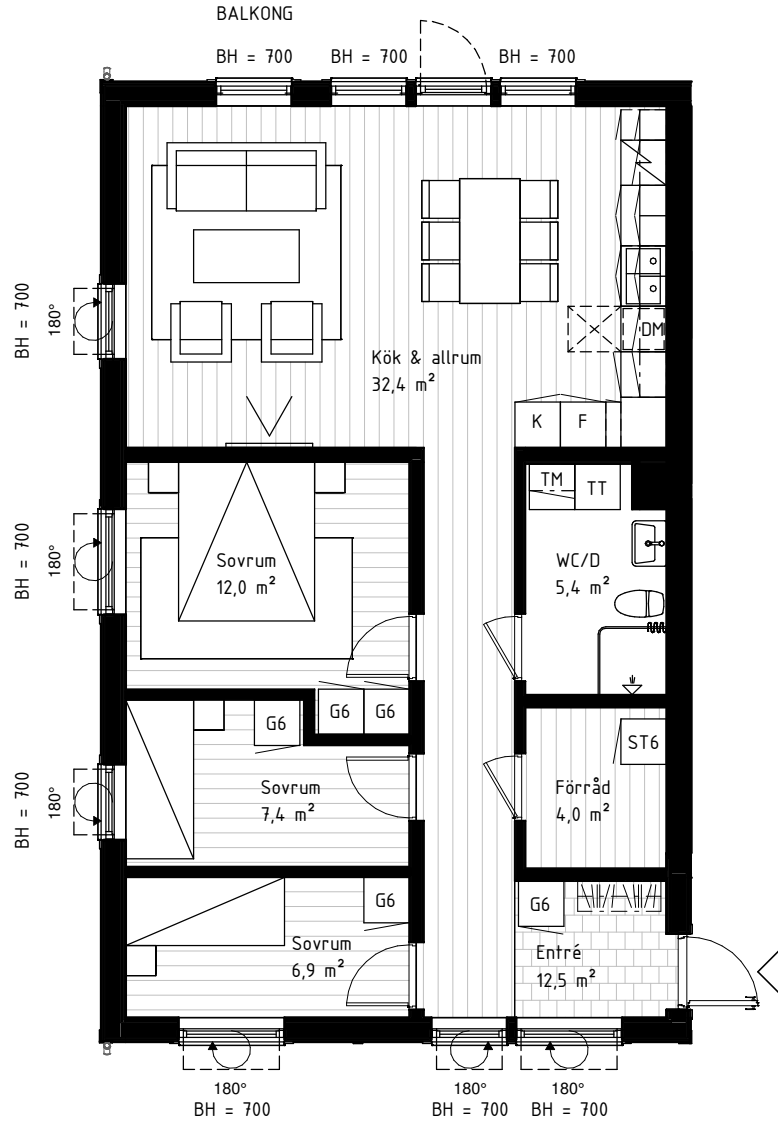 BALKONG
BH = 700
BH = 700
BH = 700
BH = 700
180°
DM
Kök & allrum
32,4 m²
K
F
TM
TT
BH = 700
180°
Sovrum
12,0 m²
WC/D
5,4 m²
G6
G6
G6
ST6
BH = 700
180°
Sovrum
7,4 m²
Förråd
4,0 m²
G6
G6
Sovrum
6,9 m²
Entré
12,5 m²
180°
BH = 700
180°
BH = 700
180°
BH = 700